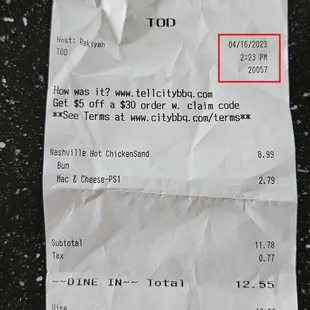 TOD
Host: Rakiyah 04/16/2023
TOD 2:23 PM
20057
How was it? www.tellcitybbq.com
Get $5 off a $30 order w. claim code
**See Terms at www.citybbq.com/terms**
Nashville Hot ChickenSand 8.99
Bun
Mac & Cheese-PS1 2.79
Subtotal 11.78
Tax 0.77
~~DINE IN~~ Total 12.55